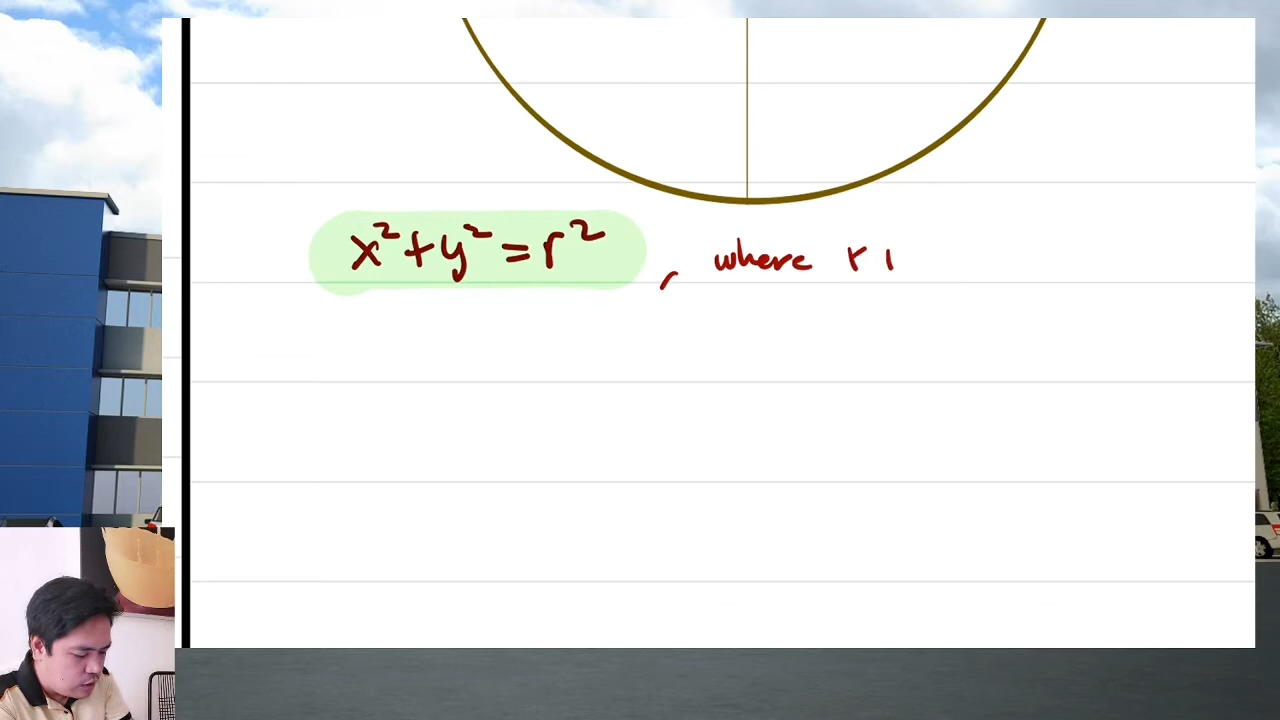 x² + y² = r² , where r ı